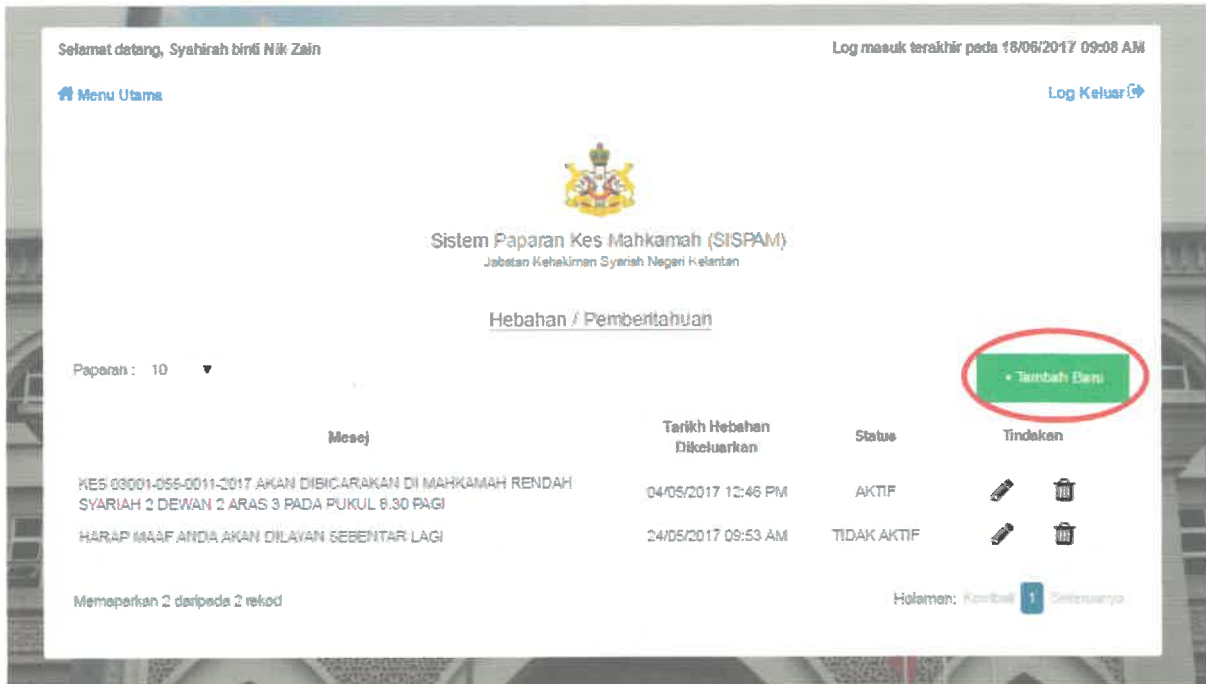 Selamat datang, Syahirah binti Nik Zain
Log masuk terakhir pada 18/06/2017 09:08 AM
Menu Utama
Log Keluar
Sistem Paparan Kes Mahkamah (SISPAM)
Jabatan Kehakiman Syariah Negeri Kelantan
Hebahan / Pemberitahuan
Paparan : 10
+ Tambah Baru
Mesej
Tarikh Hebahan
Dikeluarkan
Status
Tindakan
KES 03001-055-0011-2017 AKAN DIBICARAKAN DI MAHKAMAH RENDAH
SYARIAH 2 DEWAN 2 ARAS 3 PADA PUKUL PAGI
04/05/2017 12:46 PM
AKTIF
HARAP MAAF ANDA AKAN DILAYAN SEBENTAR LAGI
24/05/2017 09:53 AM
TIDAK AKTIF
Memaparkan 2 daripada 2 rekod
Halaman: Kembali 1 Seterusnya